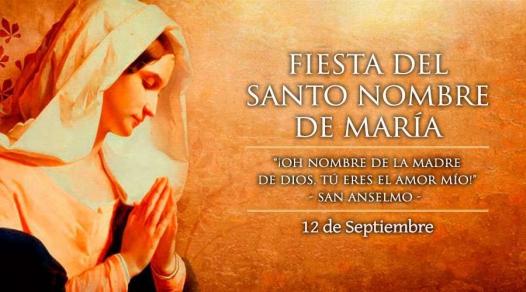 FIESTA DEL
SANTO NOMBRE
DE MARÍA
"¡OH NOMBRE DE LA MADRE
DE DIOS, TÚ ERES EL AMOR MÍO!"
- SAN ANSELMO -
12 de Septiembre